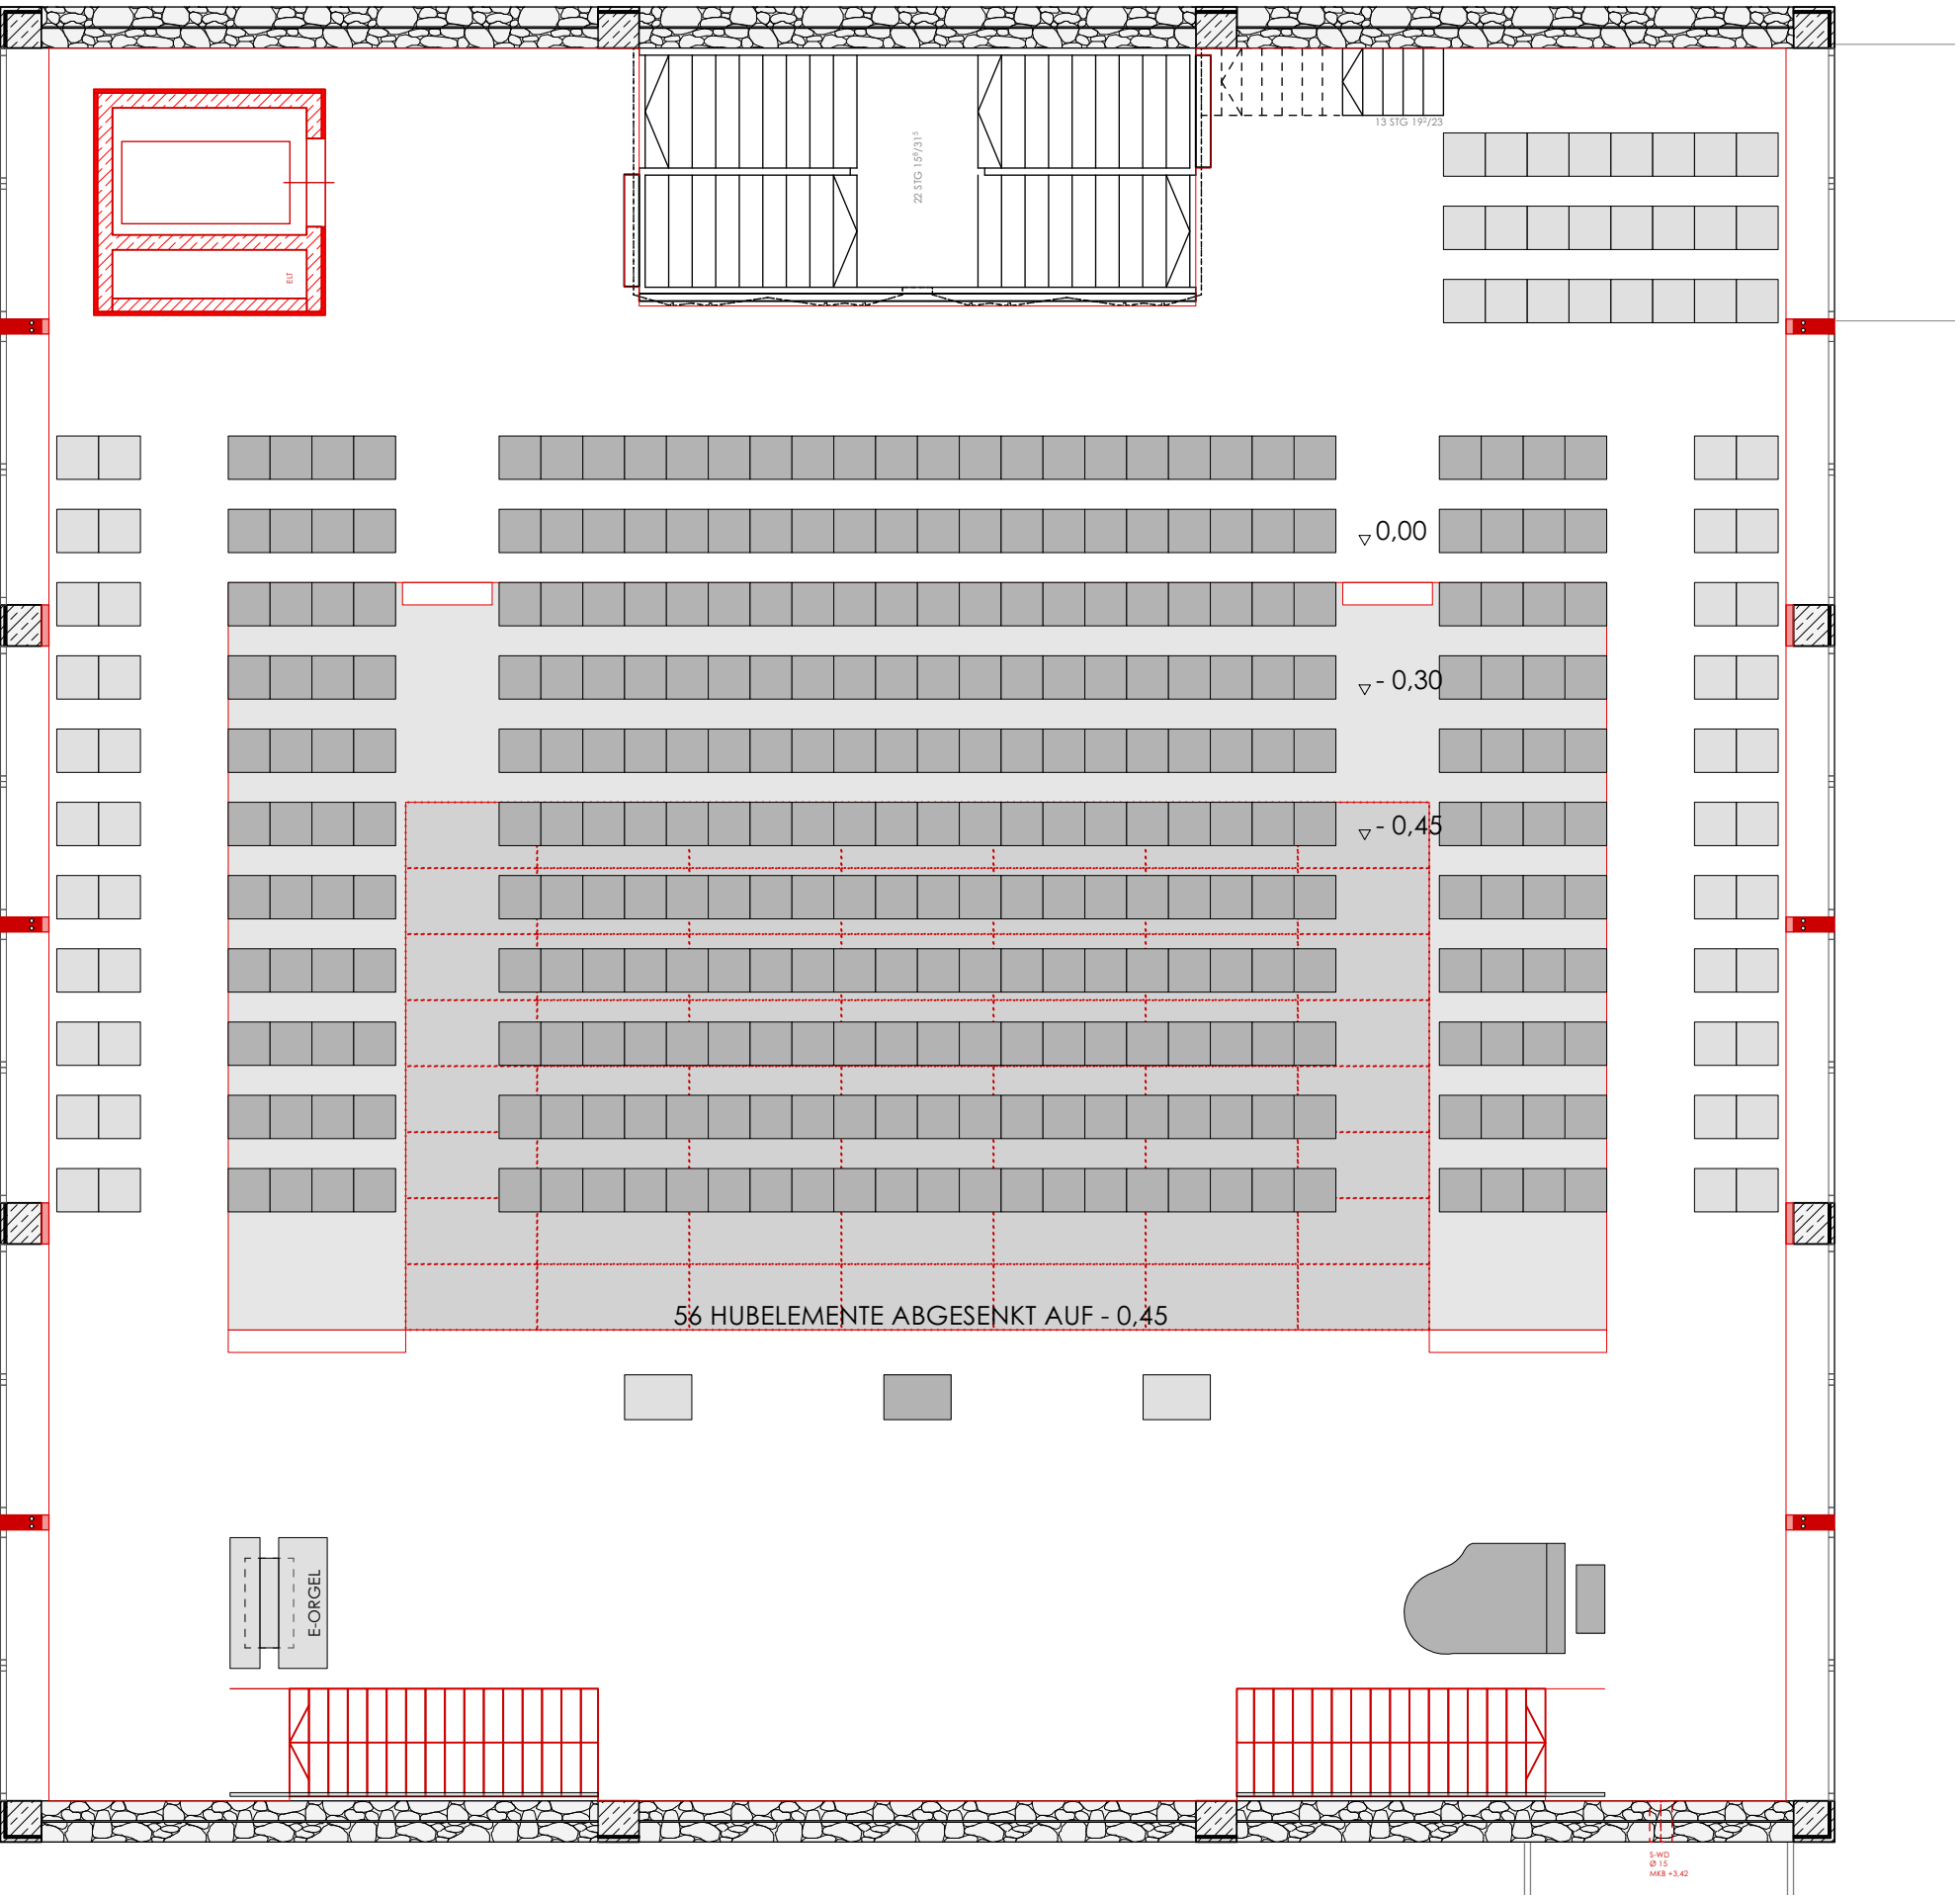 13 STG 19²/23
22 STG 15⁸/31⁵
ELT
0,00
- 0,30
- 0,45
56 HUBELEMENTE ABGESENKT AUF - 0,45
E-ORGEL
S-WD
Ø 15
MKB +3,42